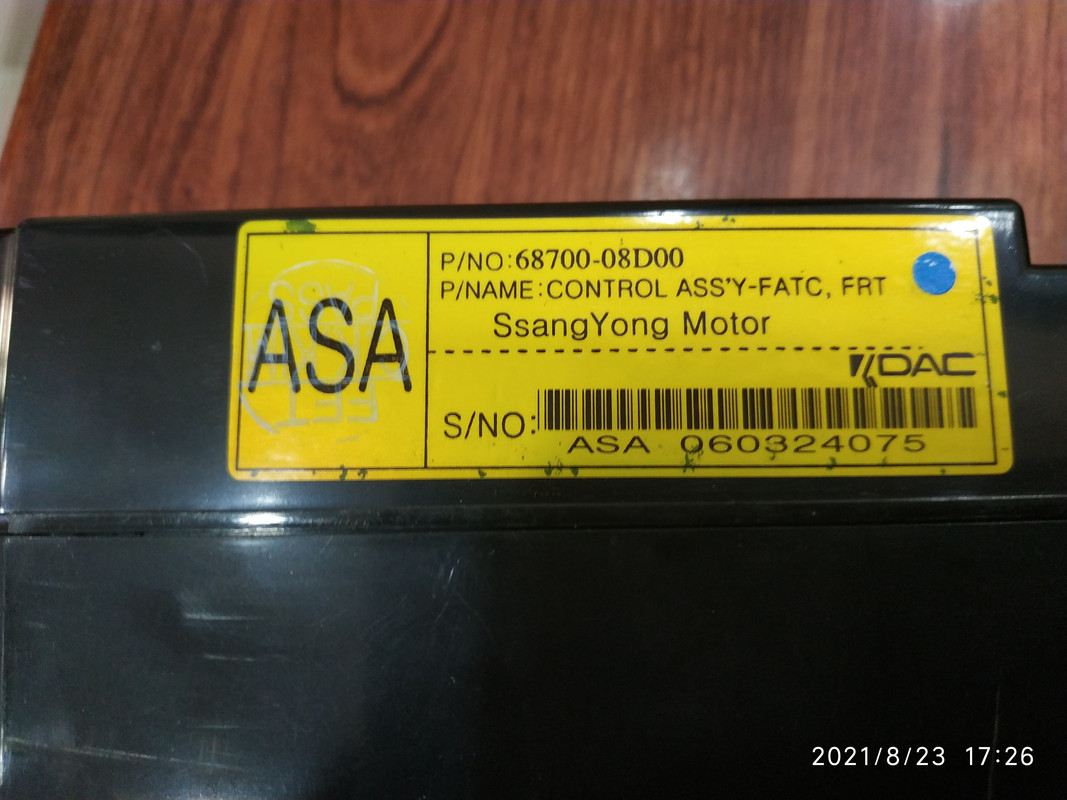 ASA
P/NO:68700-08D00
P/NAME:CONTROL ASS'Y-FATC, FRT
SsangYong Motor
DAC
S/NO:
ASA 060324075
2021/8/23 17:26